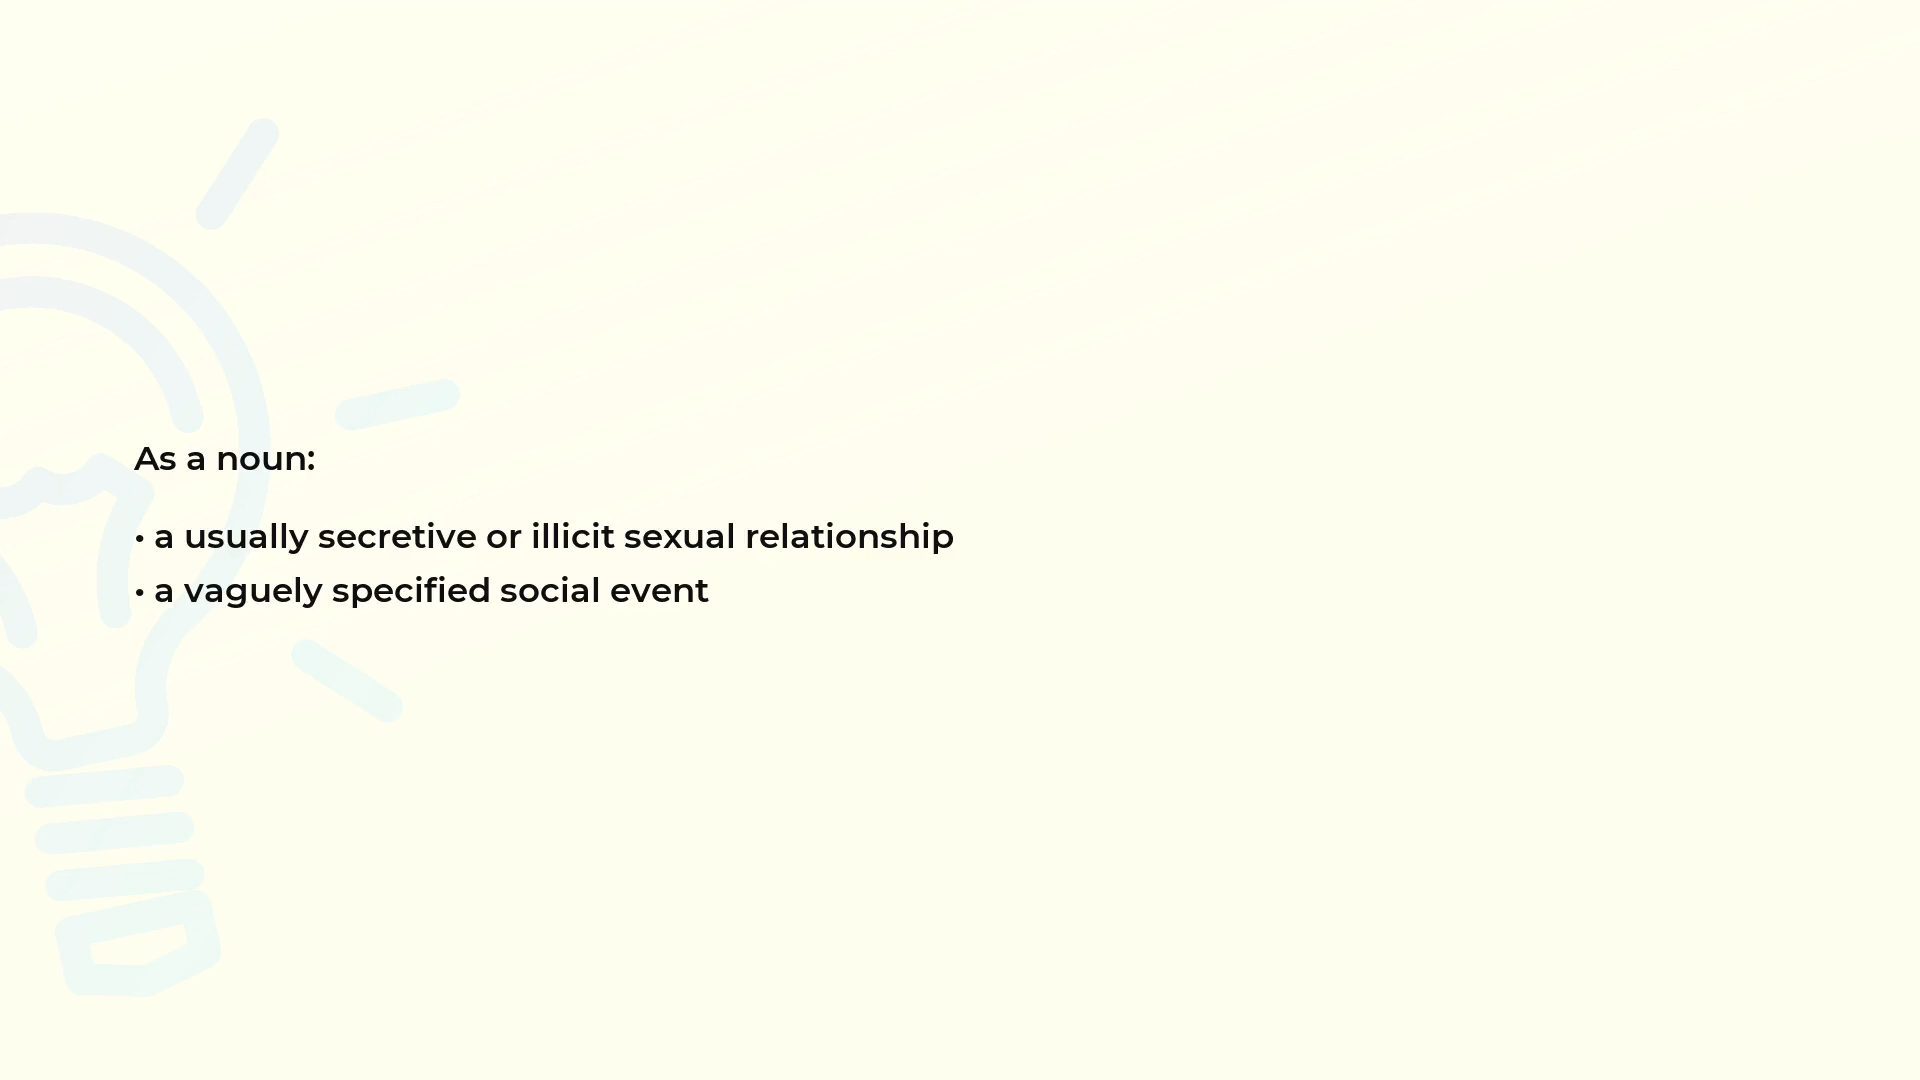 As a noun:
• a usually secretive or illicit sexual relationship
• a vaguely specified social event